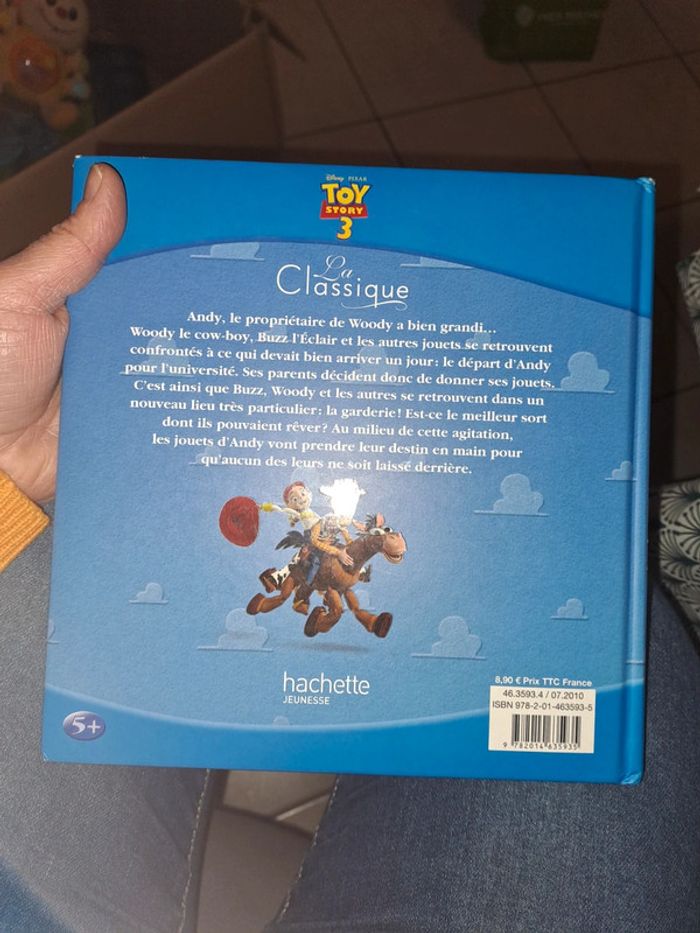 Disney PIXAR
TOY
STORY
3
La
Classique
Andy, le propriétaire de Woody a bien grandi...
Woody le cow-boy, Buzz l'Éclair et les autres jouets se retrouvent
confrontés à ce qui devait bien arriver un jour : le départ d'Andy
pour l'université. Ses parents décident donc de donner ses jouets.
C'est ainsi que Buzz, Woody et les autres se retrouvent dans un
nouveau lieu très particulier : la garderie ! Est-ce le meilleur sort
dont ils pouvaient rêver ? Au milieu de cette agitation,
les jouets d'Andy vont prendre leur destin en main pour
qu'aucun des leurs ne soit laissé derrière.
hachette
JEUNESSE
5+
8,90 € Prix TTC France
46.3593.4 / 07.2010
ISBN 978-2-01-463593-5
9 782014 635935